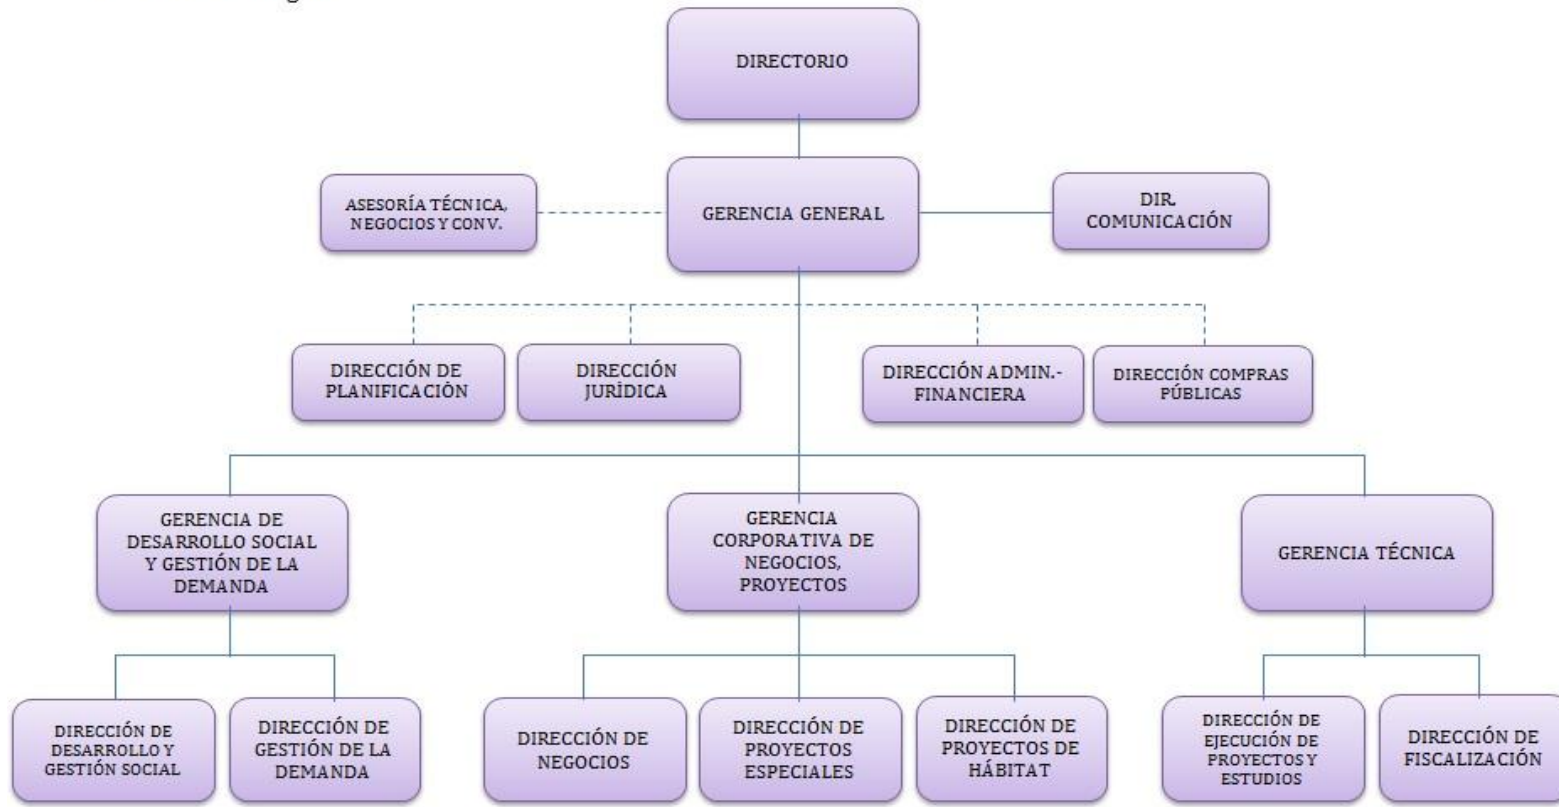 DIRECTORIO
ASESORÍA TÉCNICA,
NEGOCIOS Y CONV.
GERENCIA GENERAL
DIR.
COMUNICACIÓN
DIRECCIÓN DE
PLANIFICACIÓN
DIRECCIÓN
JURÍDICA
DIRECCIÓN ADMIN.-
FINANCIERA
DIRECCIÓN COMPRAS
PÚBLICAS
GERENCIA DE
DESARROLLO SOCIAL
Y GESTIÓN DE LA
DEMANDA
GERENCIA
CORPORATIVA DE
NEGOCIOS,
PROYECTOS
GERENCIA TÉCNICA
DIRECCIÓN DE
DESARROLLO Y
GESTIÓN SOCIAL
DIRECCIÓN DE
GESTIÓN DE LA
DEMANDA
DIRECCIÓN DE
NEGOCIOS
DIRECCIÓN DE
PROYECTOS
ESPECIALES
DIRECCIÓN DE
PROYECTOS DE
HÁBITAT
DIRECCIÓN DE
EJECUCIÓN DE
PROYECTOS Y
ESTUDIOS
DIRECCIÓN DE
FISCALIZACIÓN